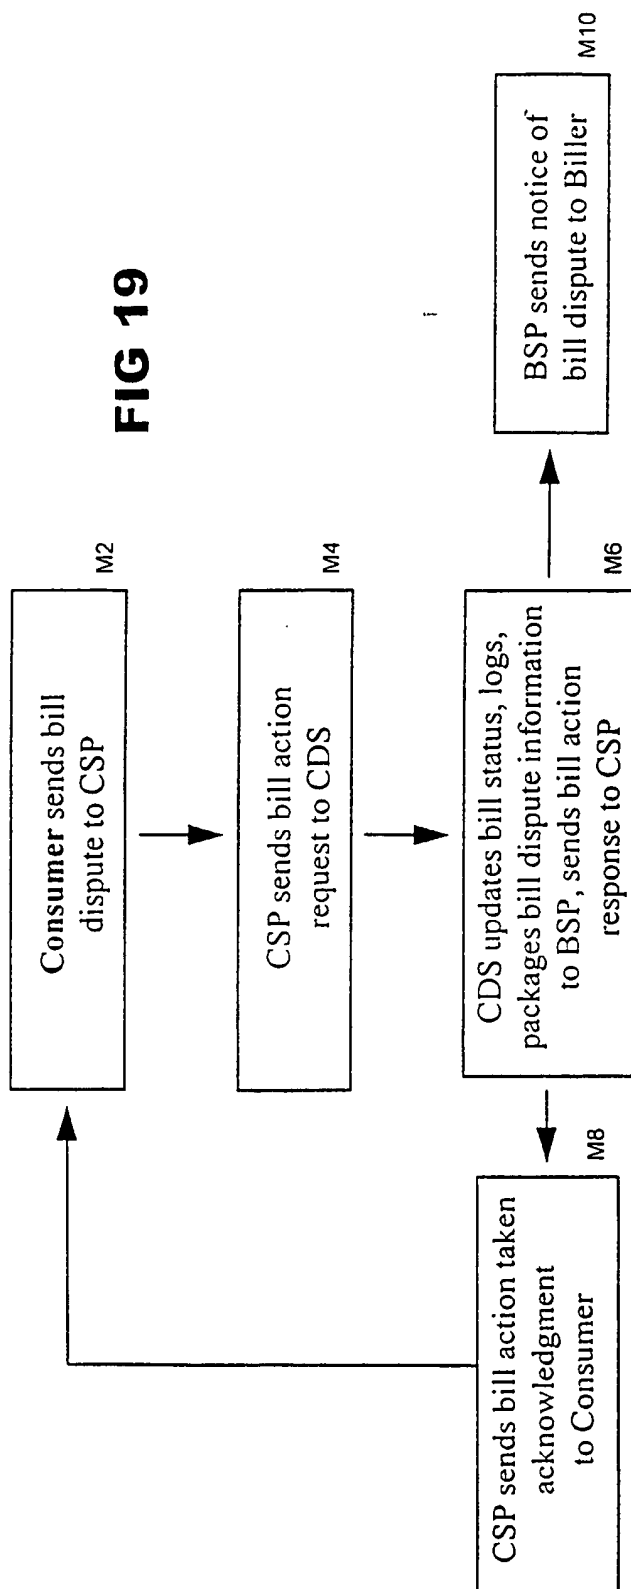 FIG 19
Consumer sends bill
dispute to CSP
M2
CSP sends bill action
request to CDS
M4
CDS updates bill status, logs,
packages bill dispute information
to BSP, sends bill action
response to CSP
M6
CSP sends bill action taken
acknowledgment
to Consumer
M8
BSP sends notice of
bill dispute to Biller
M10